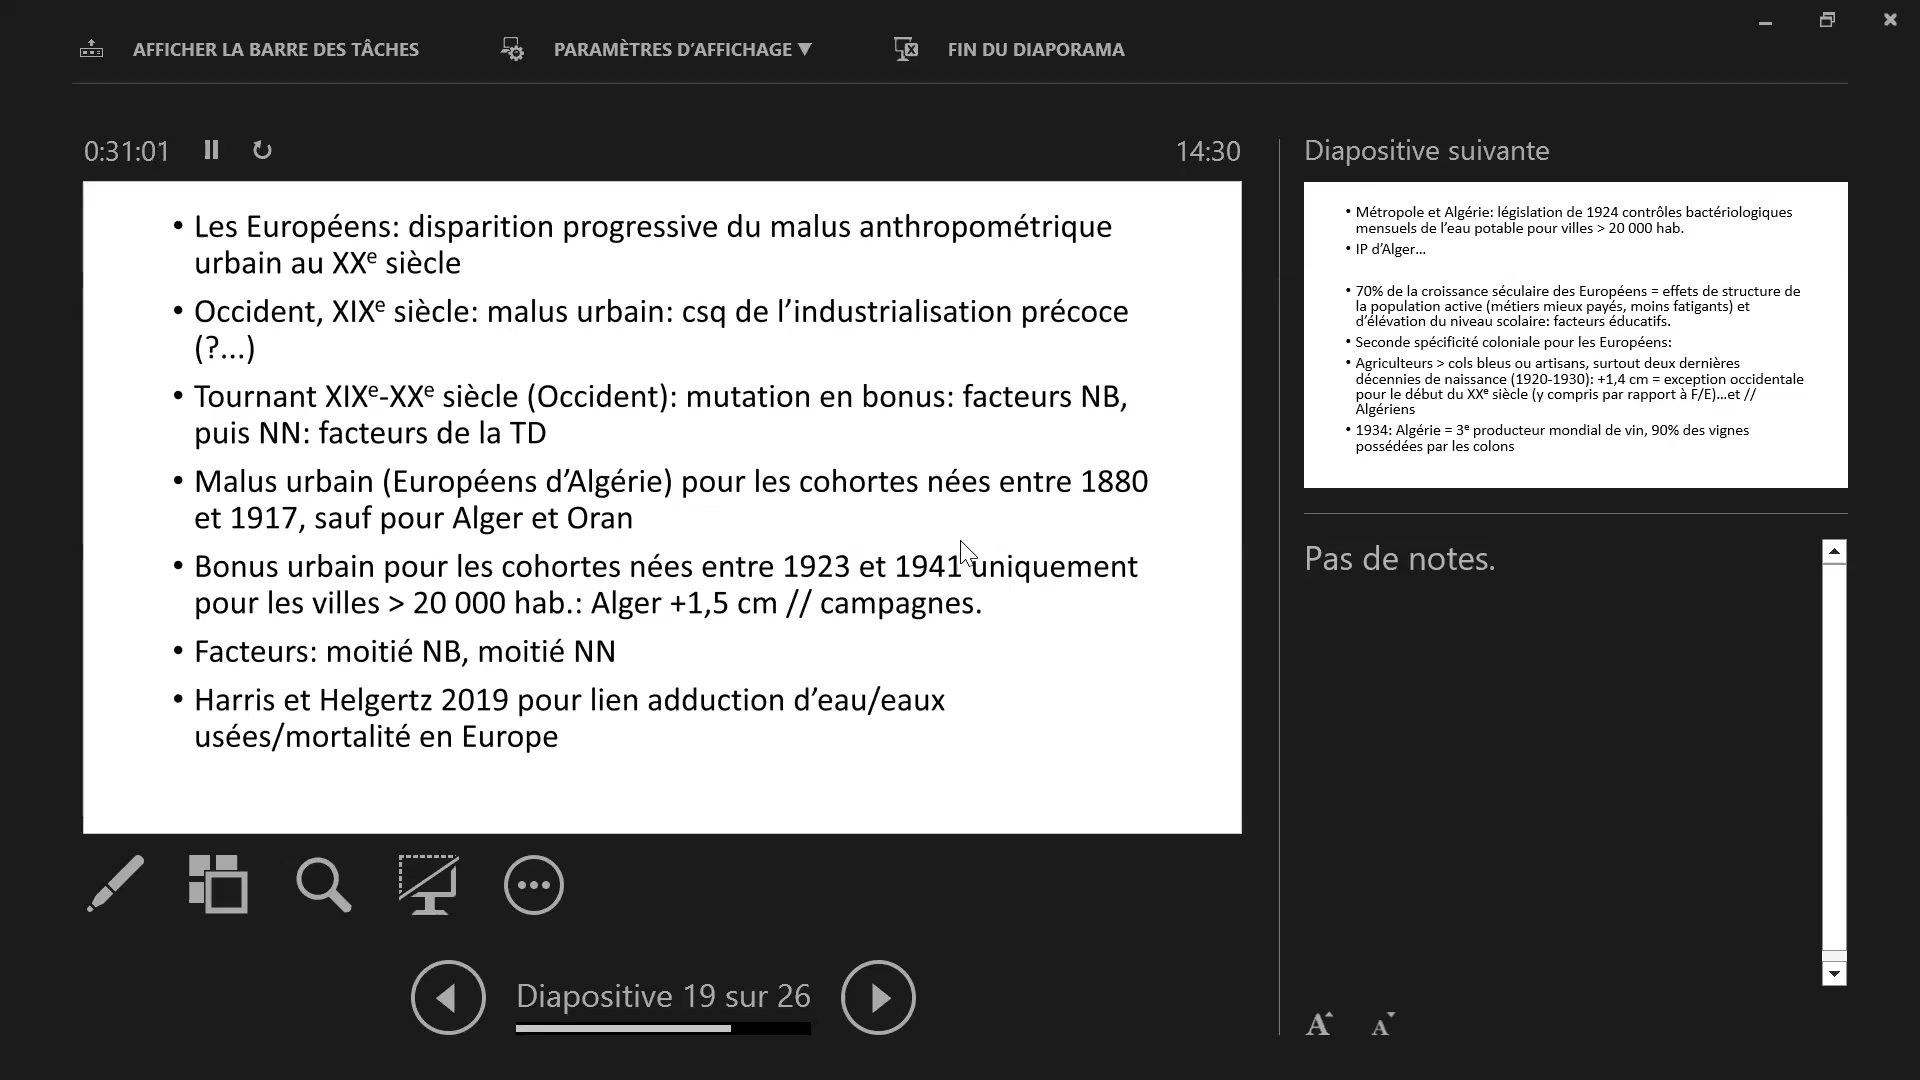 AFFICHER LA BARRE DES TÂCHES
PARAMÈTRES D'AFFICHAGE ▼
FIN DU DIAPORAMA
0:31:01
14:30
• Les Européens: disparition progressive du malus anthropométrique
urbain au XXᵉ siècle
• Occident, XIXᵉ siècle: malus urbain: csq de l'industrialisation précoce
(?...)
• Tournant XIXᵉ-XXᵉ siècle (Occident): mutation en bonus: facteurs NB,
puis NN: facteurs de la TD
• Malus urbain (Européens d'Algérie) pour les cohortes nées entre 1880
et 1917, sauf pour Alger et Oran
• Bonus urbain pour les cohortes nées entre 1923 et 1941 uniquement
pour les villes > 20 000 hab.: Alger +1,5 cm // campagnes.
• Facteurs: moitié NB, moitié NN
• Harris et Helgertz 2019 pour lien adduction d'eau/eaux
usées/mortalité en Europe
Diapositive 19 sur 26
Diapositive suivante
• Métropole et Algérie: législation de 1924 contrôles bactériologiques
mensuels de l'eau potable pour villes > 20 000 hab.
• IP d'Alger...
• 70% de la croissance séculaire des Européens = effets de structure de
la population active (métiers mieux payés, moins fatigants) et
d'élévation du niveau scolaire: facteurs éducatifs.
• Seconde spécificité coloniale pour les Européens:
• Agriculteurs > cols bleus ou artisans, surtout deux dernières
décennies de naissance (1920-1930): +1,4 cm = exception occidentale
pour le début du XXᵉ siècle (y compris par rapport à F/E)...et //
Algériens
• 1934: Algérie = 3ᵉ producteur mondial de vin, 90% des vignes
possédées par les colons
Pas de notes.
A A